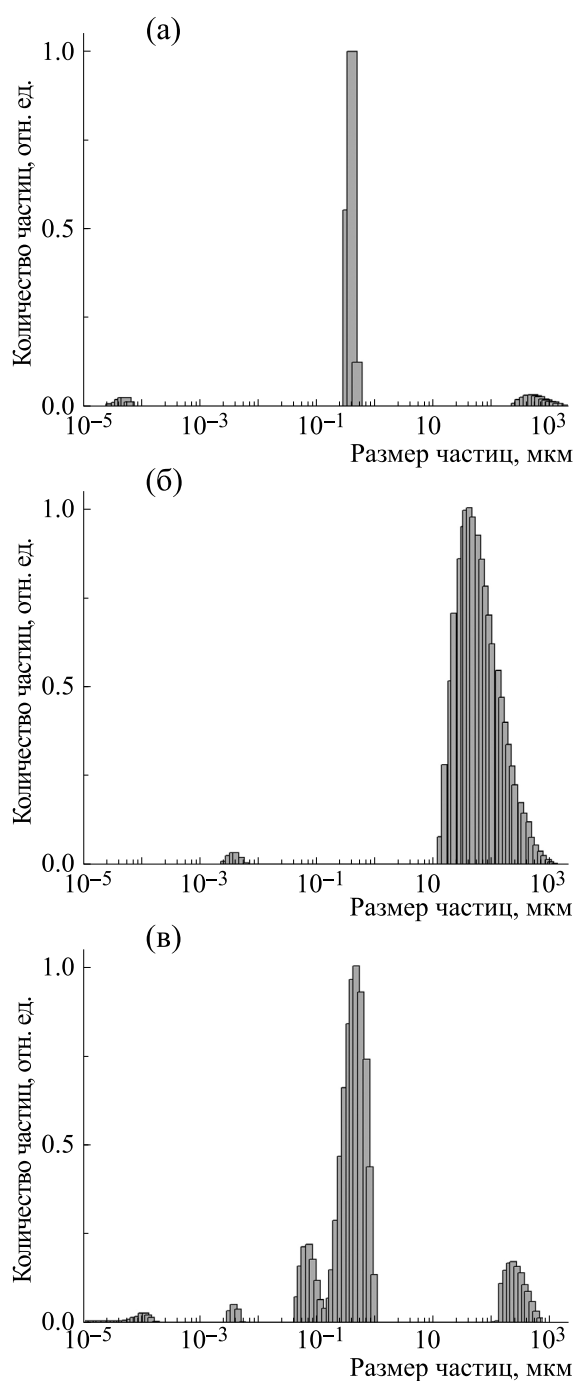 (а)
Количество частиц, отн. ед.
1.0
0.5
0.0
10⁻⁵ 10⁻³ 10⁻¹ 10 10³
Размер частиц, мкм
(б)
Количество частиц, отн. ед.
1.0
0.5
0.0
10⁻⁵ 10⁻³ 10⁻¹ 10 10³
Размер частиц, мкм
(в)
Количество частиц, отн. ед.
1.0
0.5
0.0
10⁻⁵ 10⁻³ 10⁻¹ 10 10³
Размер частиц, мкм